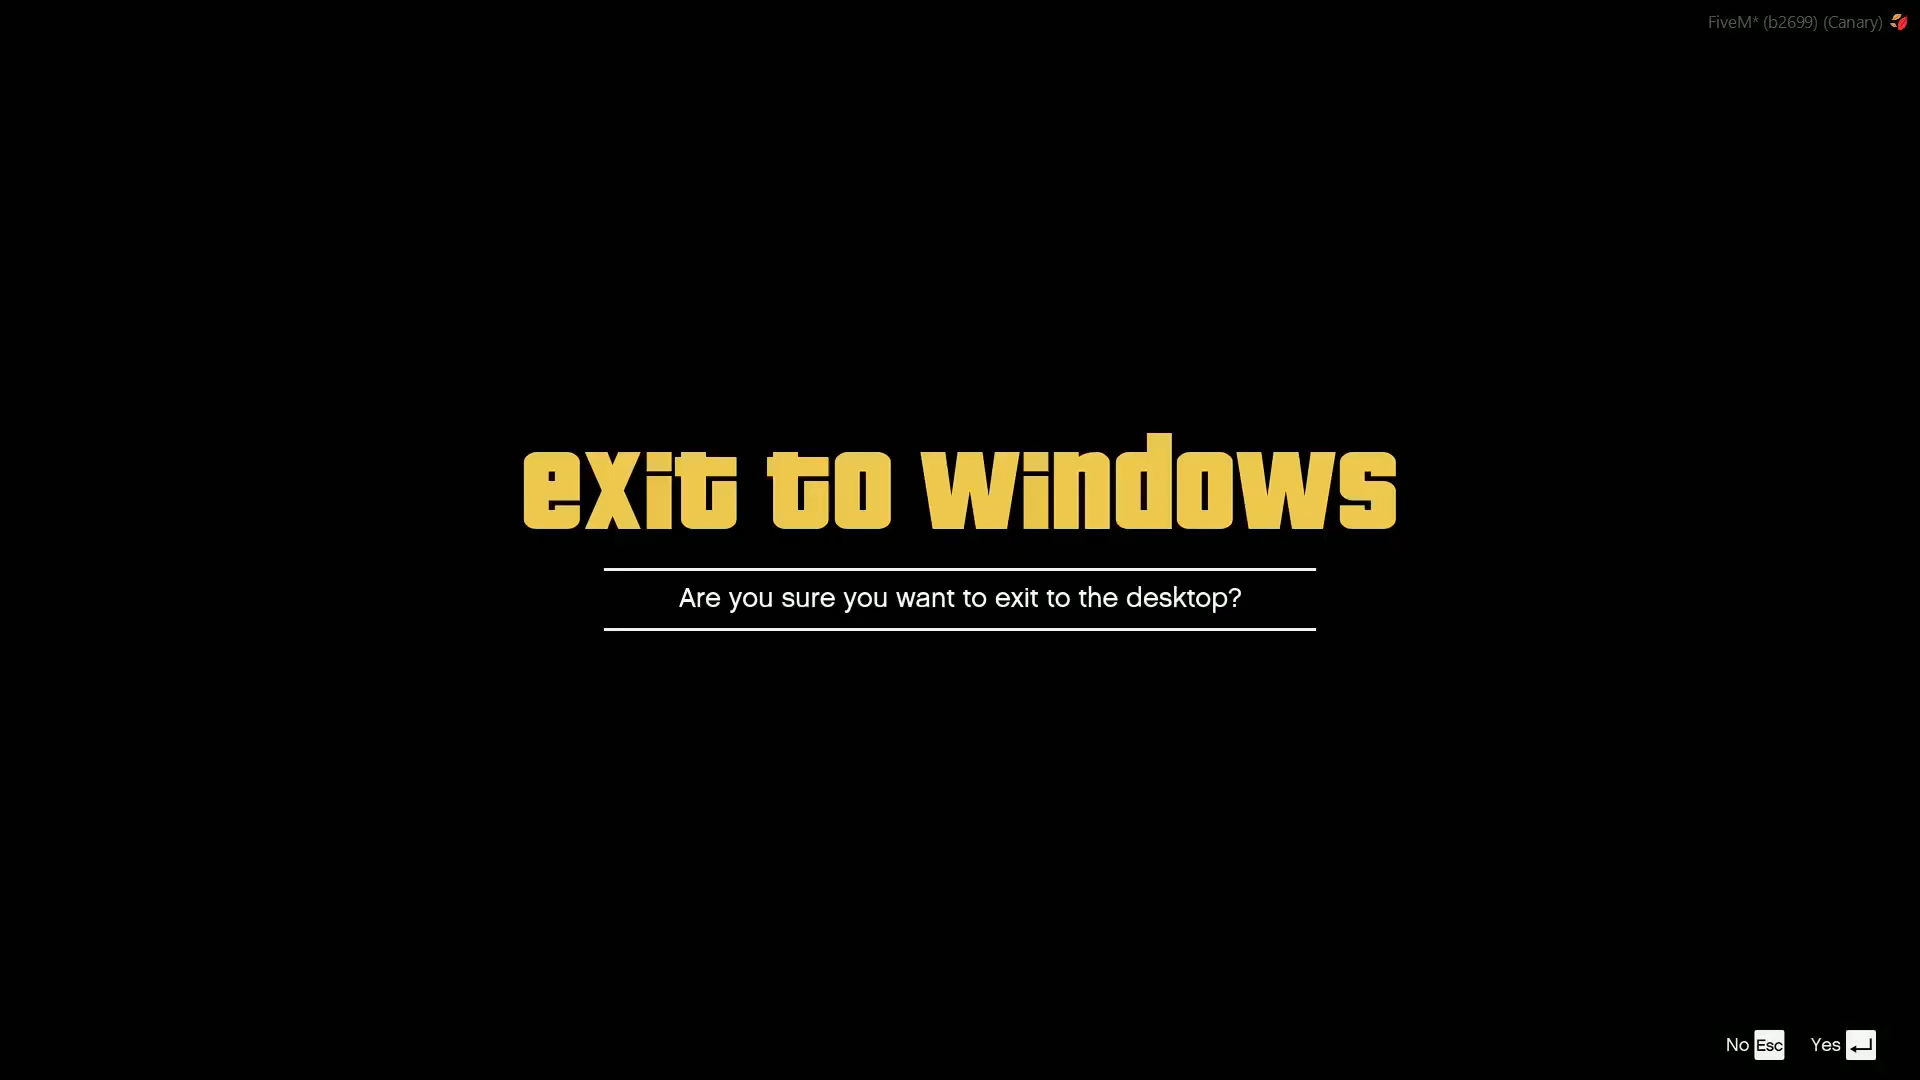 FiveM* (b2699) (Canary)
exit to windows
Are you sure you want to exit to the desktop?
No Esc Yes